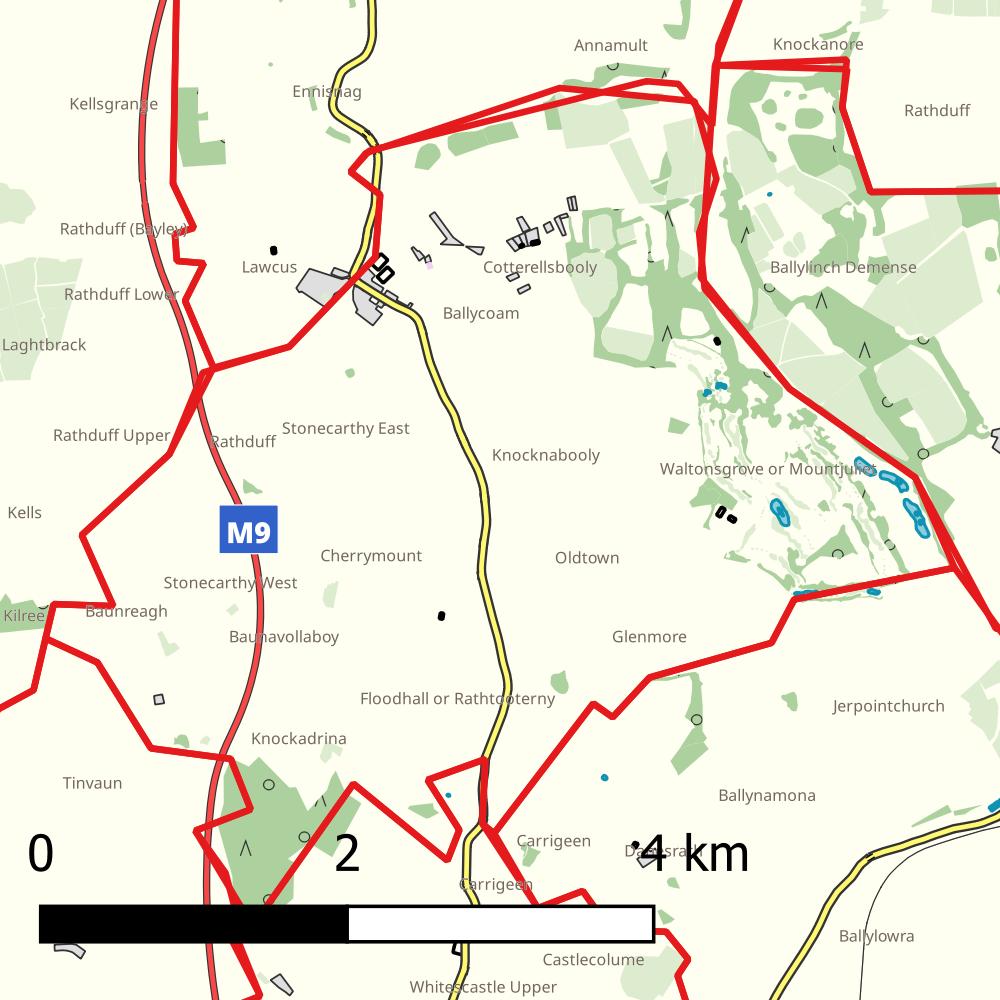 Annamult
Knockanore
Kellsgrange
Ennisnag
Rathduff
Rathduff (Bayley)
Lawcus
Cotterellsbooly
Ballylinch Demense
Rathduff Lower
Ballycoam
Laghtbrack
Rathduff Upper
Rathduff
Stonecarthy East
Knocknabooly
Waltonsgrove or Mountjuliet
Kells
M9
Cherrymount
Oldtown
Stonecarthy West
Kilree
Baunreagh
Baunavollaboy
Glenmore
Floodhall or Rathtooterny
Jerpointchurch
Knockadrina
Tinvaun
Ballynamona
Carrigeen
0 2 4 km
Carrigeen
Ballylowra
Castlecolume
Whitescastle Upper